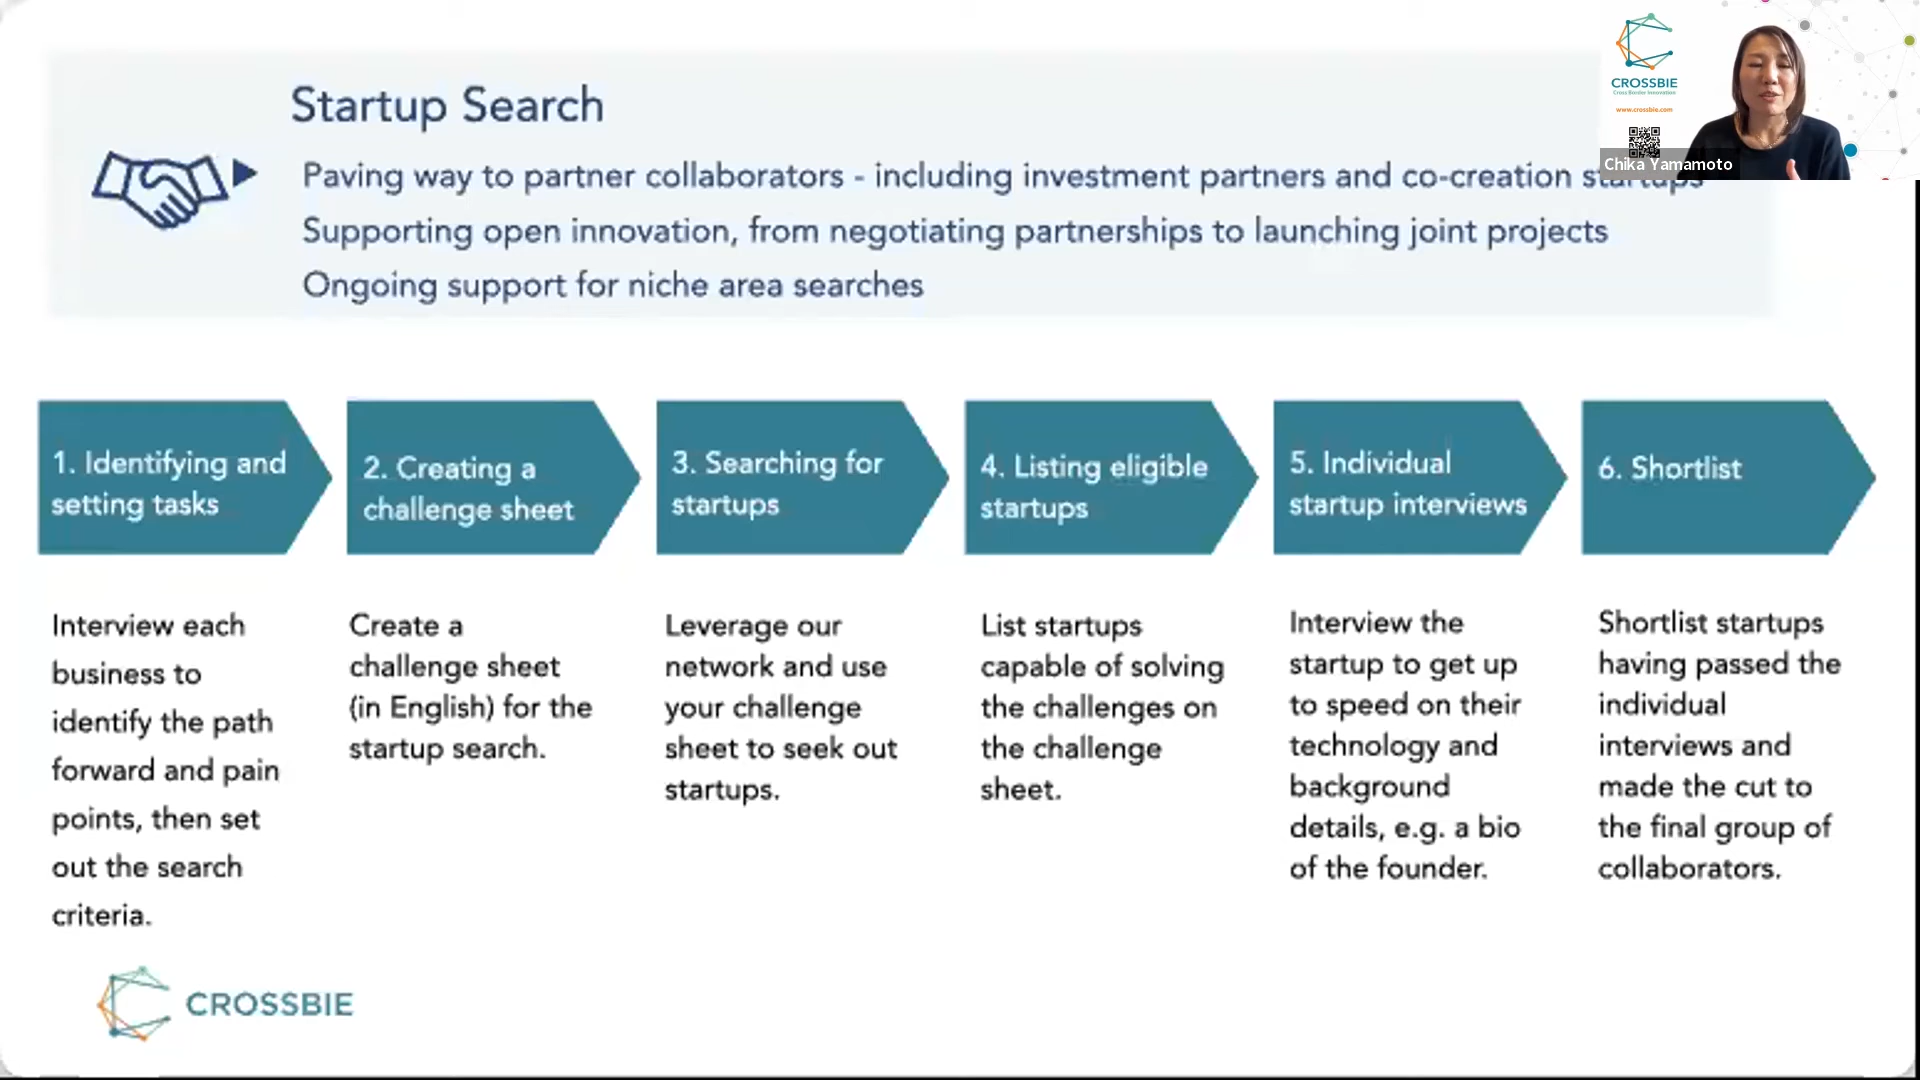 Startup Search
Paving way to partner collaborators - including investment partners and co-creation startups
Supporting open innovation, from negotiating partnerships to launching joint projects
Ongoing support for niche area searches
CROSSBIE
Cross Border Innovation
www.crossbie.com
Chika Yamamoto
1. Identifying and
setting tasks
Interview each
business to
identify the path
forward and pain
points, then set
out the search
criteria.
2. Creating a
challenge sheet
Create a
challenge sheet
(in English) for the
startup search.
3. Searching for
startups
Leverage our
network and use
your challenge
sheet to seek out
startups.
4. Listing eligible
startups
List startups
capable of solving
the challenges on
the challenge
sheet.
5. Individual
startup interviews
Interview the
startup to get up
to speed on their
technology and
background
details, e.g. a bio
of the founder.
6. Shortlist
Shortlist startups
having passed the
individual
interviews and
made the cut to
the final group of
collaborators.
CROSSBIE